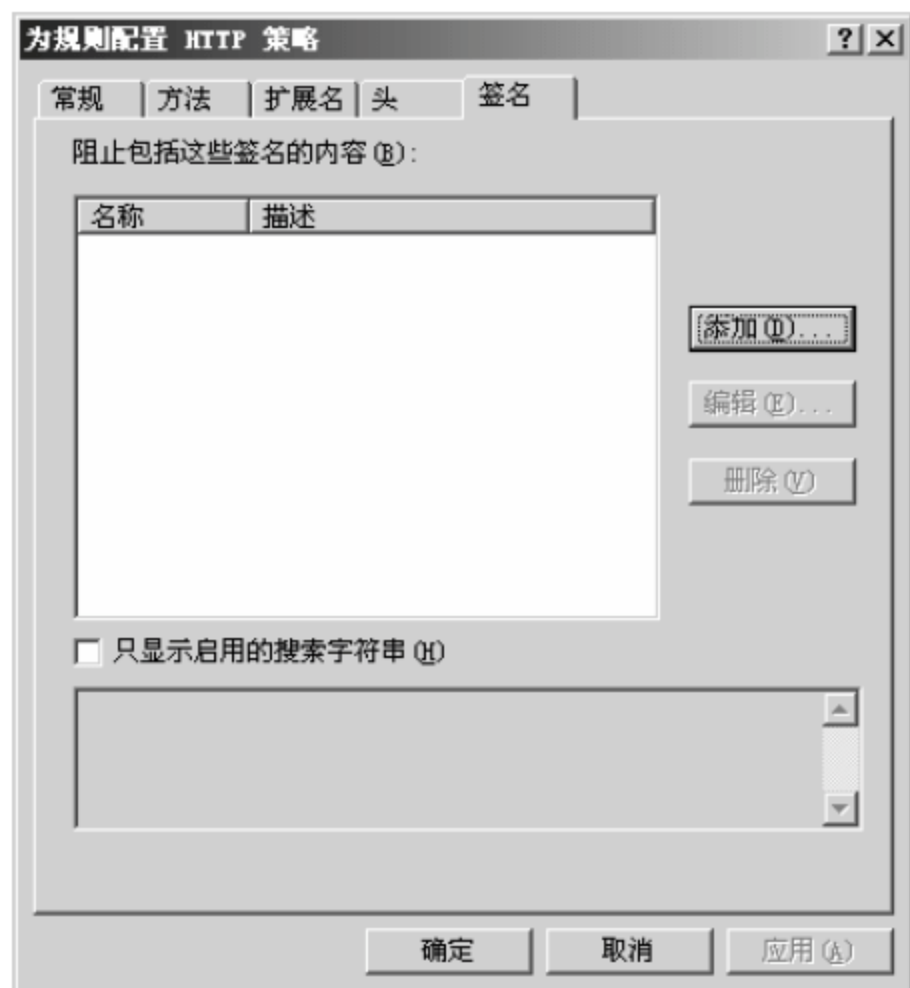 为规则配置 HTTP 策略
常规 方法 扩展名 头 签名
阻止包括这些签名的内容(B):
名称 描述
添加(D)...
编辑(E)...
删除(V)
只显示启用的搜索字符串(H)
确定 取消 应用(A)